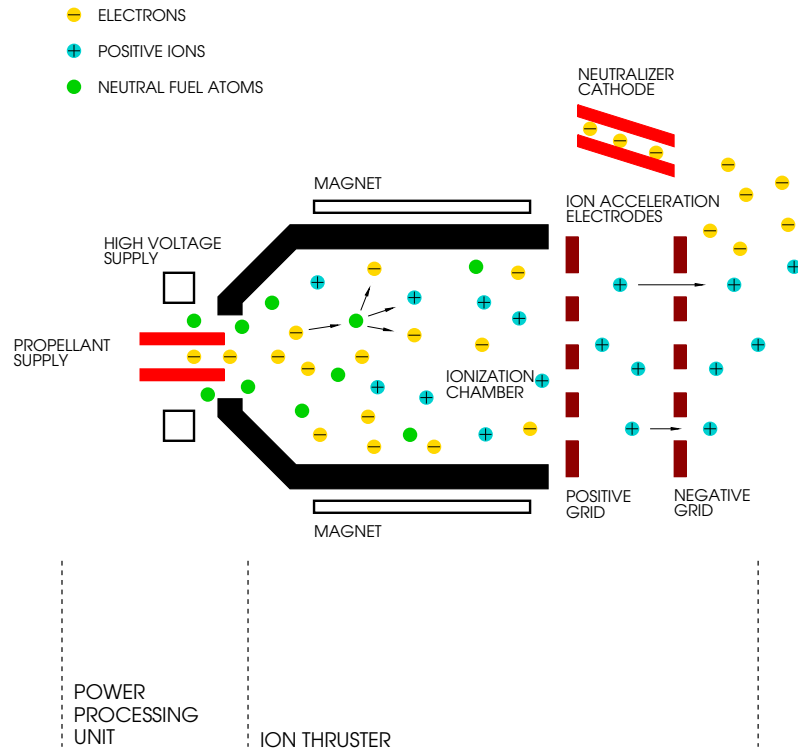 ELECTRONS
POSITIVE IONS
NEUTRAL FUEL ATOMS
NEUTRALIZER
CATHODE
MAGNET
ION ACCELERATION
ELECTRODES
HIGH VOLTAGE
SUPPLY
PROPELLANT
SUPPLY
IONIZATION
CHAMBER
POSITIVE
GRID
NEGATIVE
GRID
MAGNET
POWER
PROCESSING
UNIT
ION THRUSTER